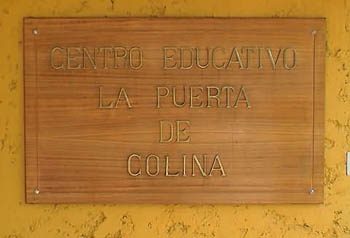 CENTRO EDUCATIVO
LA PUERTA
DE
COLINA